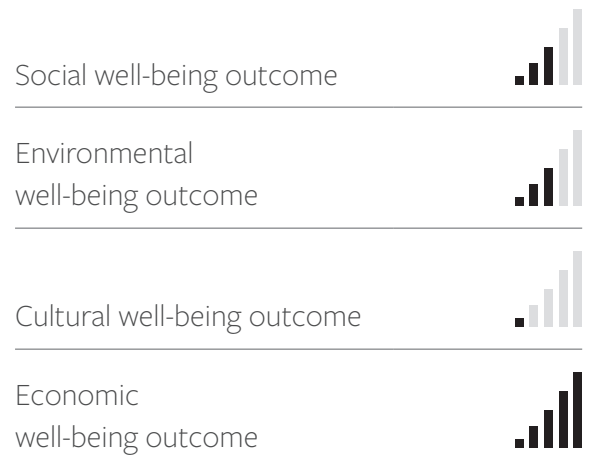 Social well-being outcome
Environmental
well-being outcome
Cultural well-being outcome
Economic
well-being outcome